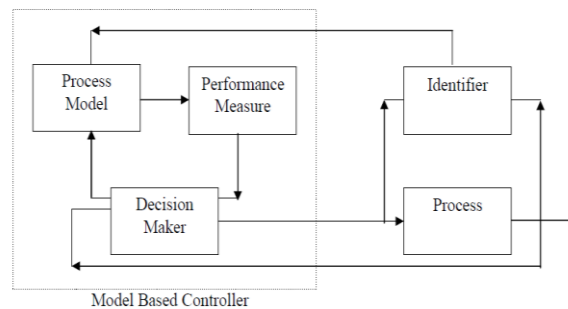 Process
Model
Performance
Measure
Identifier
Decision
Maker
Process
Model Based Controller